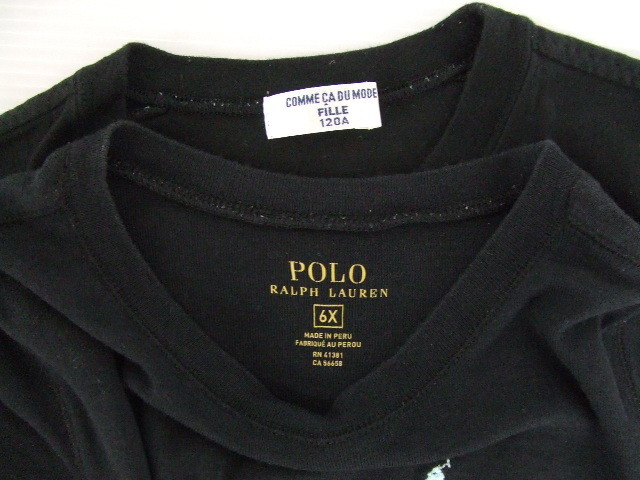 COMME ÇA DU MODE
FiLLE
120A
POLO
RALPH LAUREN
6X
MADE IN PERU
FABRIQUÉ AU PEROU
RN 41381
CA 56658